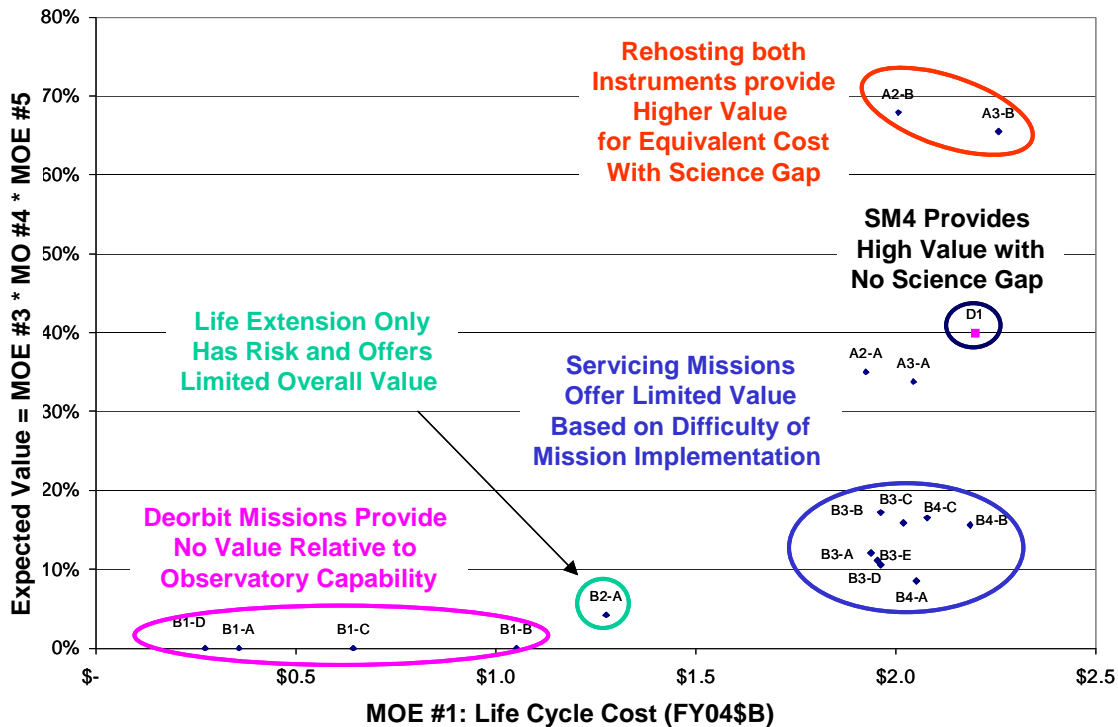 80%
70%
60%
50%
40%
30%
20%
10%
0%
Expected Value = MOE #3 * MO #4 * MOE #5
Rehosting both
Instruments provide
Higher Value
for Equivalent Cost
With Science Gap
A2-B
A3-B
SM4 Provides
High Value with
No Science Gap
D1
A2-A
A3-A
Life Extension Only
Has Risk and Offers
Limited Overall Value
Servicing Missions
Offer Limited Value
Based on Difficulty of
Mission Implementation
B3-C
B3-B
B4-C
B4-B
B3-A
B3-E
B3-D
B4-A
Deorbit Missions Provide
No Value Relative to
Observatory Capability
B2-A
B1-D
B1-A
B1-C
B1-B
$-
$0.5
$1.0
$1.5
$2.0
$2.5
MOE #1: Life Cycle Cost (FY04$B)